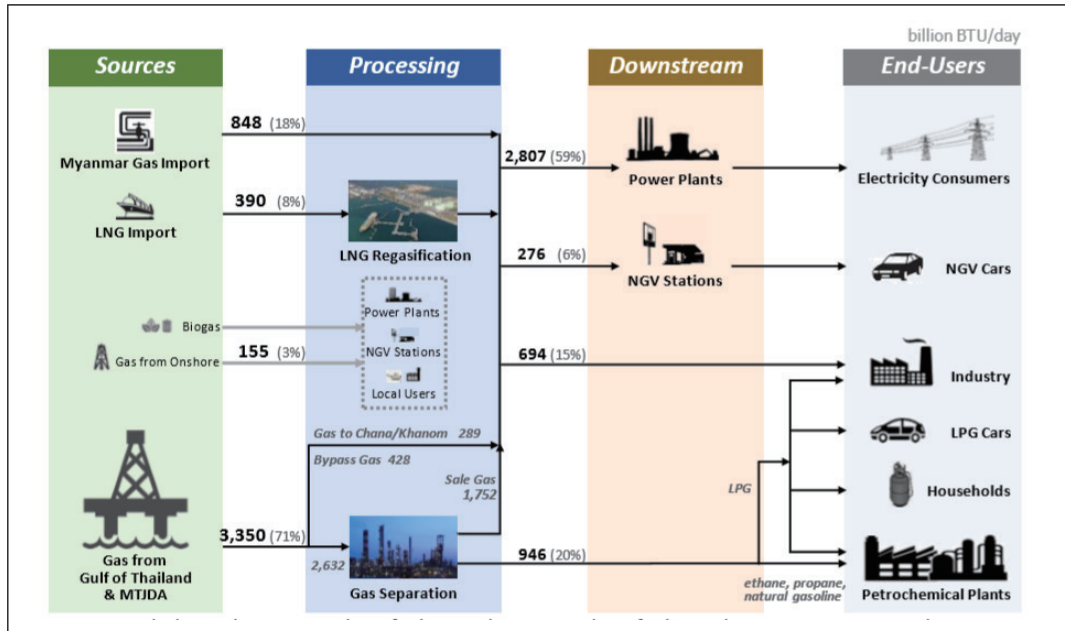 billion BTU/day
Sources
Processing
Downstream
End-Users
848 (18%)
Myanmar Gas Import
2,807 (59%)
Power Plants
Electricity Consumers
390 (8%)
LNG Import
LNG Regasification
276 (6%)
NGV Stations
NGV Cars
Power Plants
Biogas
NGV Stations
155 (3%)
Gas from Onshore
Local Users
694 (15%)
Industry
Gas to Chana/Khanom 289
Bypass Gas 428
LPG Cars
Sale Gas
1,752
LPG
Households
3,350 (71%)
2,632
Gas from
Gulf of Thailand
& MTJDA
Gas Separation
946 (20%)
ethane, propane,
natural gasoline
Petrochemical Plants